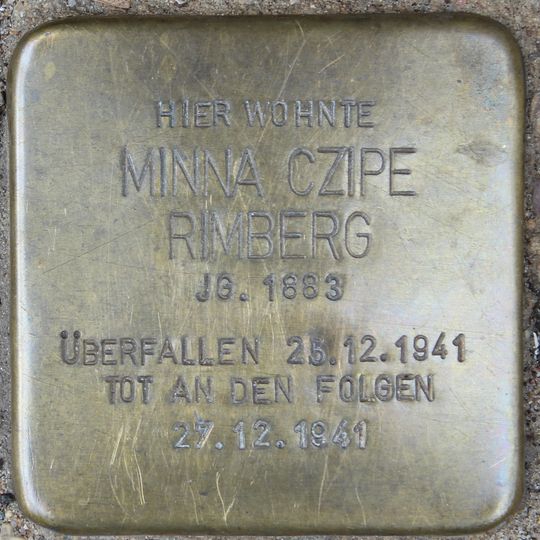 HIER WOHNTE
MINNA CZIPE
RIMBERG
JG. 1883
ÜBERFALLEN 25.12.1941
TOT AN DEN FOLGEN
27.12.1941